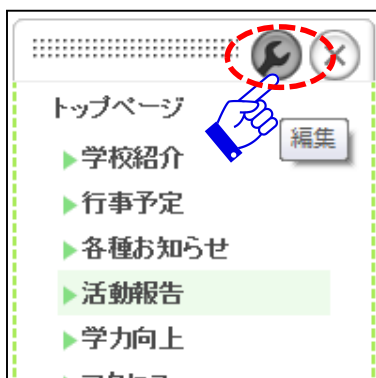 トップページ
編集
学校紹介
行事予定
各種お知らせ
活動報告
学力向上